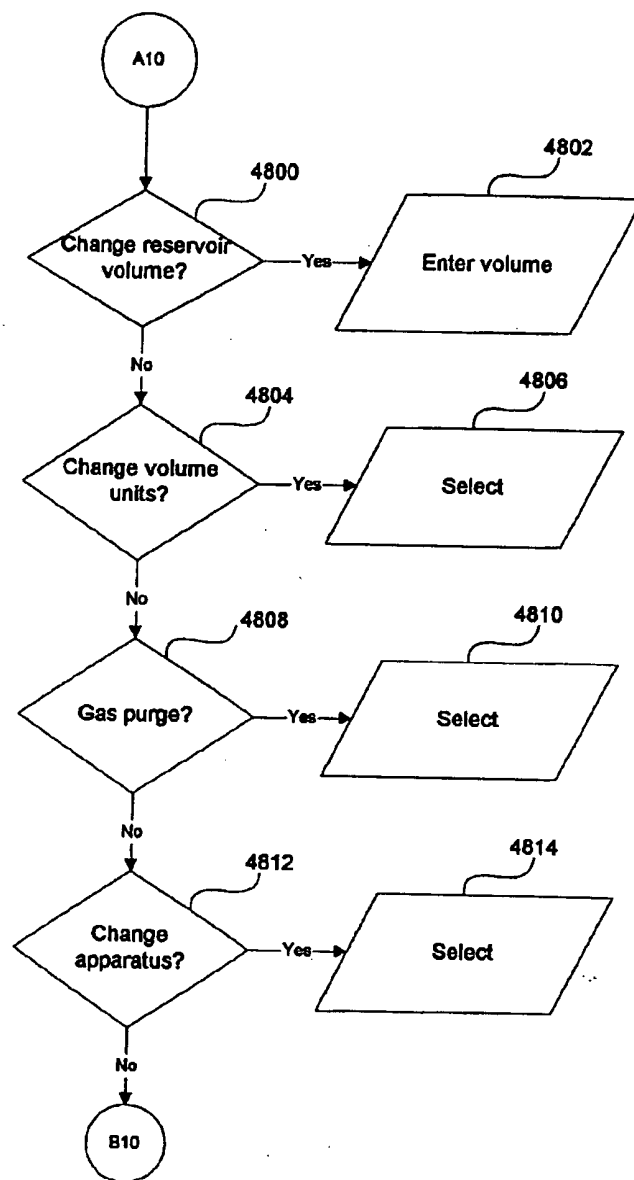 A10
4800
4802
Change reservoir
volume?
Yes
Enter volume
No
4804
4806
Change volume
units?
Yes
Select
No
4808
4810
Gas purge?
Yes
Select
No
4812
4814
Change
apparatus?
Yes
Select
No
B10